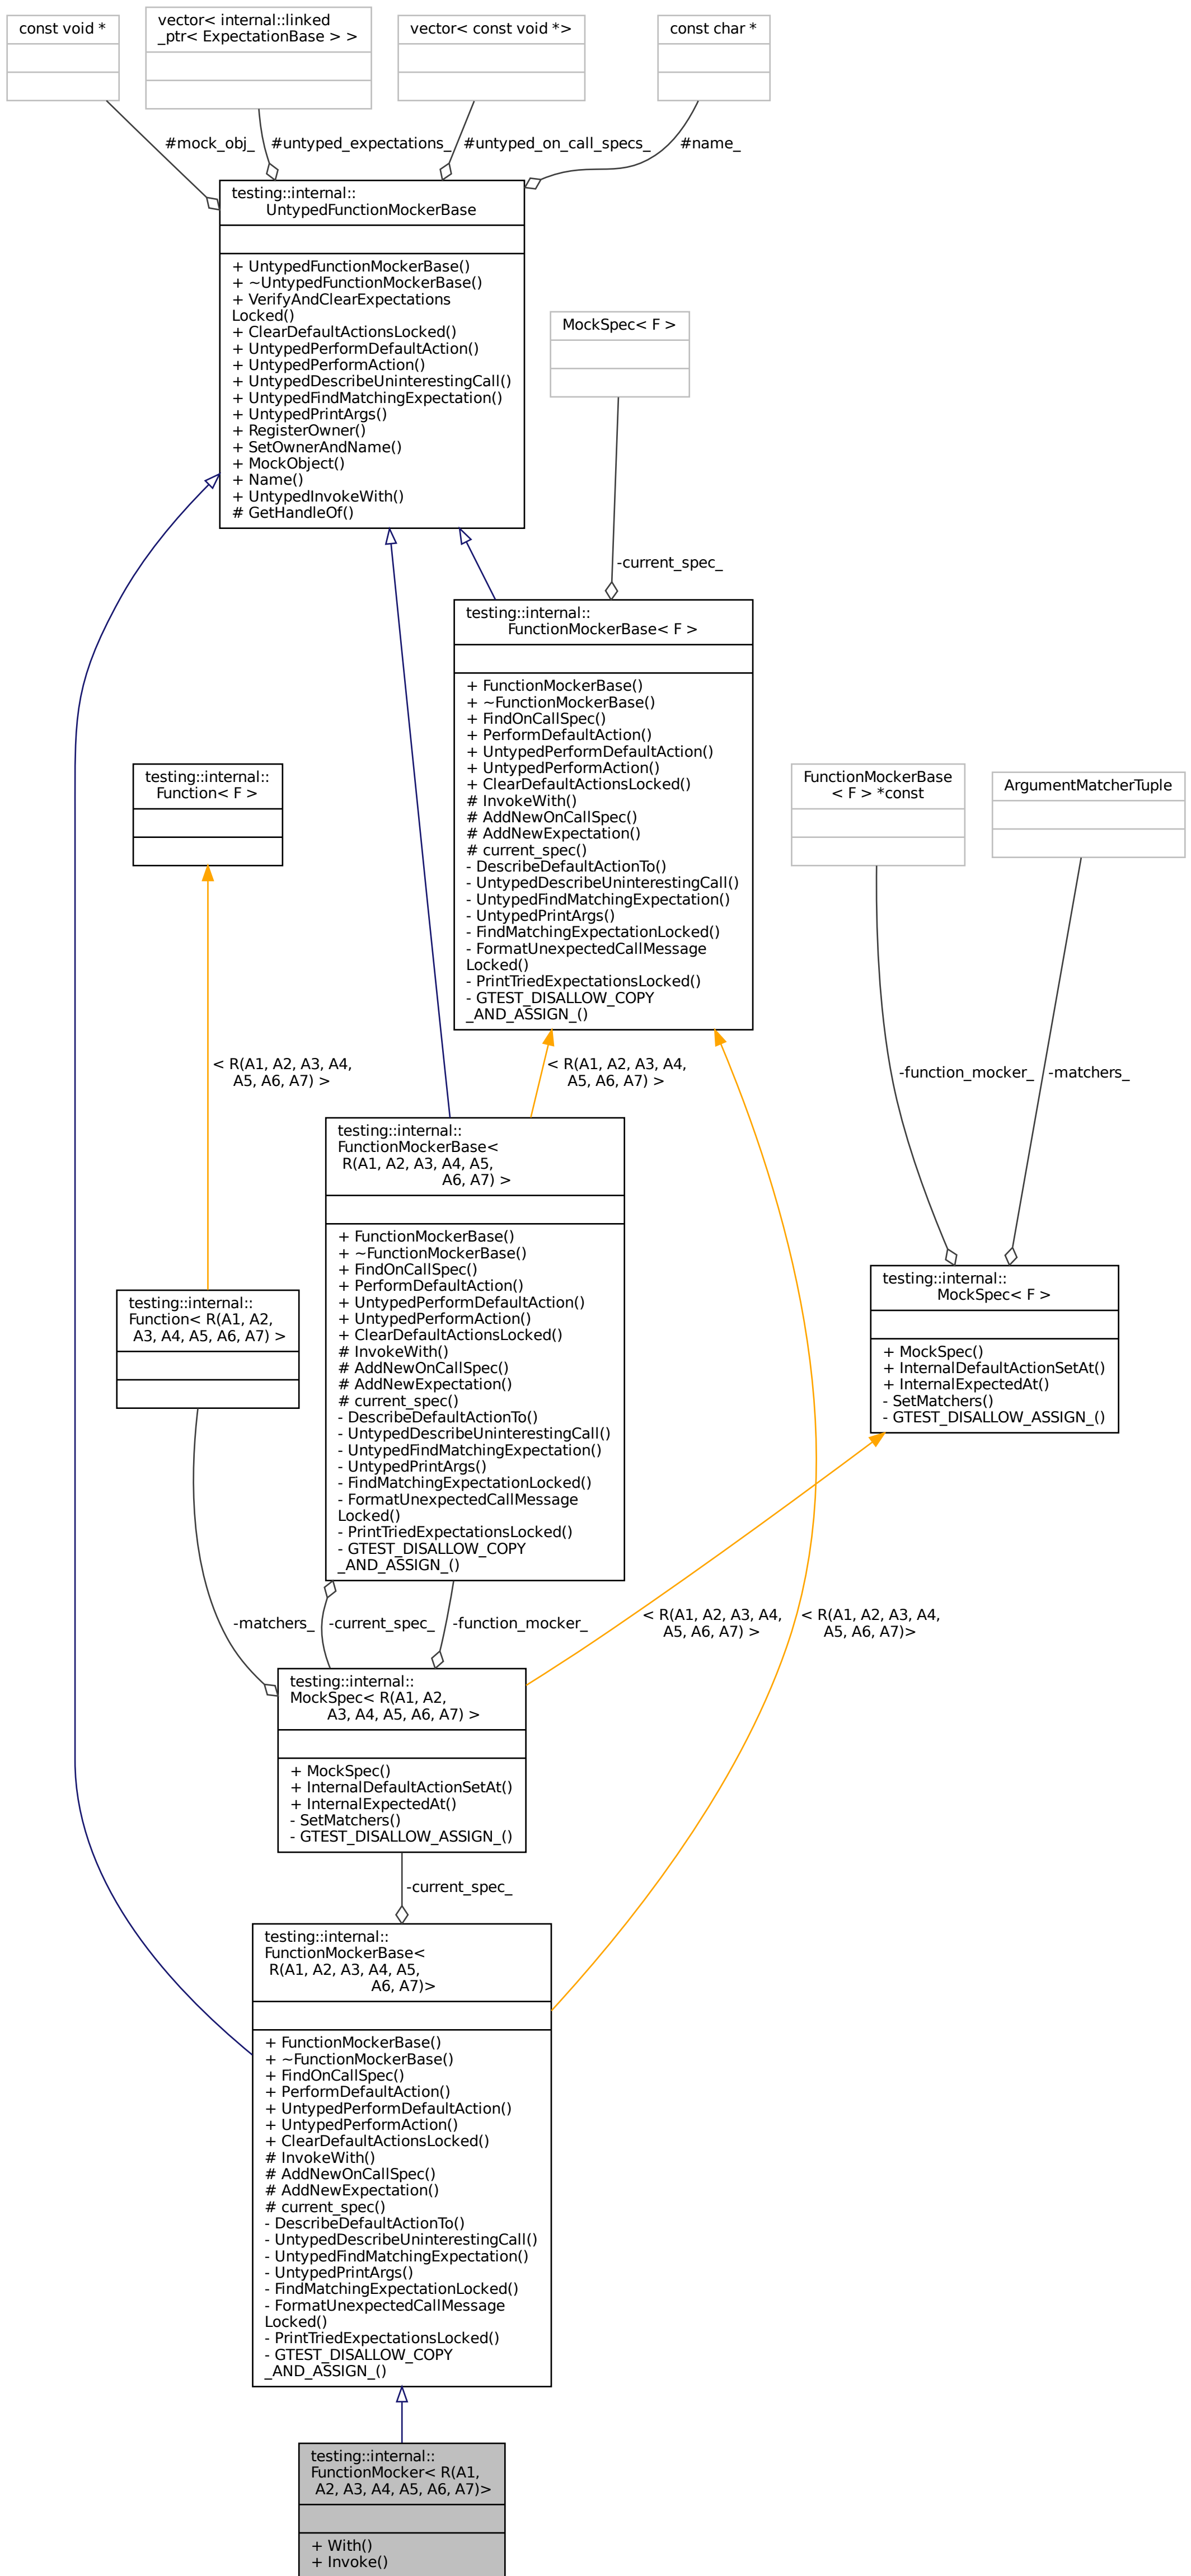 const void *
vector< internal::linked
_ptr< ExpectationBase > >
vector< const void *>
const char *
#mock_obj_
#untyped_expectations_
#untyped_on_call_specs_
#name_
testing::internal::
UntypedFunctionMockerBase
+ UntypedFunctionMockerBase()
+ ~UntypedFunctionMockerBase()
+ VerifyAndClearExpectations
Locked()
+ ClearDefaultActionsLocked()
+ UntypedPerformDefaultAction()
+ UntypedPerformAction()
+ UntypedDescribeUninterestingCall()
+ UntypedFindMatchingExpectation()
+ UntypedPrintArgs()
+ RegisterOwner()
+ SetOwnerAndName()
+ MockObject()
+ Name()
+ UntypedInvokeWith()
# GetHandleOf()
MockSpec< F >
-current_spec_
testing::internal::
FunctionMockerBase< F >
+ FunctionMockerBase()
+ ~FunctionMockerBase()
+ FindOnCallSpec()
+ PerformDefaultAction()
+ UntypedPerformDefaultAction()
+ UntypedPerformAction()
+ ClearDefaultActionsLocked()
# InvokeWith()
# AddNewOnCallSpec()
# AddNewExpectation()
# current_spec()
- DescribeDefaultActionTo()
- UntypedDescribeUninterestingCall()
- UntypedFindMatchingExpectation()
- UntypedPrintArgs()
- FindMatchingExpectationLocked()
- FormatUnexpectedCallMessage
Locked()
- PrintTriedExpectationsLocked()
- GTEST_DISALLOW_COPY
_AND_ASSIGN_()
testing::internal::
Function< F >
FunctionMockerBase
< F > *const
ArgumentMatcherTuple
< R(A1, A2, A3, A4,
A5, A6, A7) >
< R(A1, A2, A3, A4,
A5, A6, A7) >
-function_mocker_
-matchers_
testing::internal::
FunctionMockerBase<
R(A1, A2, A3, A4, A5,
A6, A7) >
+ FunctionMockerBase()
+ ~FunctionMockerBase()
+ FindOnCallSpec()
+ PerformDefaultAction()
+ UntypedPerformDefaultAction()
+ UntypedPerformAction()
+ ClearDefaultActionsLocked()
# InvokeWith()
# AddNewOnCallSpec()
# AddNewExpectation()
# current_spec()
- DescribeDefaultActionTo()
- UntypedDescribeUninterestingCall()
- UntypedFindMatchingExpectation()
- UntypedPrintArgs()
- FindMatchingExpectationLocked()
- FormatUnexpectedCallMessage
Locked()
- PrintTriedExpectationsLocked()
- GTEST_DISALLOW_COPY
_AND_ASSIGN_()
testing::internal::
Function< R(A1, A2,
A3, A4, A5, A6, A7) >
testing::internal::
MockSpec< F >
+ MockSpec()
+ InternalDefaultActionSetAt()
+ InternalExpectedAt()
- SetMatchers()
- GTEST_DISALLOW_ASSIGN_()
-matchers_
-current_spec_
-function_mocker_
< R(A1, A2, A3, A4,
A5, A6, A7) >
< R(A1, A2, A3, A4,
A5, A6, A7)>
testing::internal::
MockSpec< R(A1, A2,
A3, A4, A5, A6, A7) >
+ MockSpec()
+ InternalDefaultActionSetAt()
+ InternalExpectedAt()
- SetMatchers()
- GTEST_DISALLOW_ASSIGN_()
-current_spec_
testing::internal::
FunctionMockerBase<
R(A1, A2, A3, A4, A5,
A6, A7)>
+ FunctionMockerBase()
+ ~FunctionMockerBase()
+ FindOnCallSpec()
+ PerformDefaultAction()
+ UntypedPerformDefaultAction()
+ UntypedPerformAction()
+ ClearDefaultActionsLocked()
# InvokeWith()
# AddNewOnCallSpec()
# AddNewExpectation()
# current_spec()
- DescribeDefaultActionTo()
- UntypedDescribeUninterestingCall()
- UntypedFindMatchingExpectation()
- UntypedPrintArgs()
- FindMatchingExpectationLocked()
- FormatUnexpectedCallMessage
Locked()
- PrintTriedExpectationsLocked()
- GTEST_DISALLOW_COPY
_AND_ASSIGN_()
testing::internal::
FunctionMocker< R(A1,
A2, A3, A4, A5, A6, A7)>
+ With()
+ Invoke()